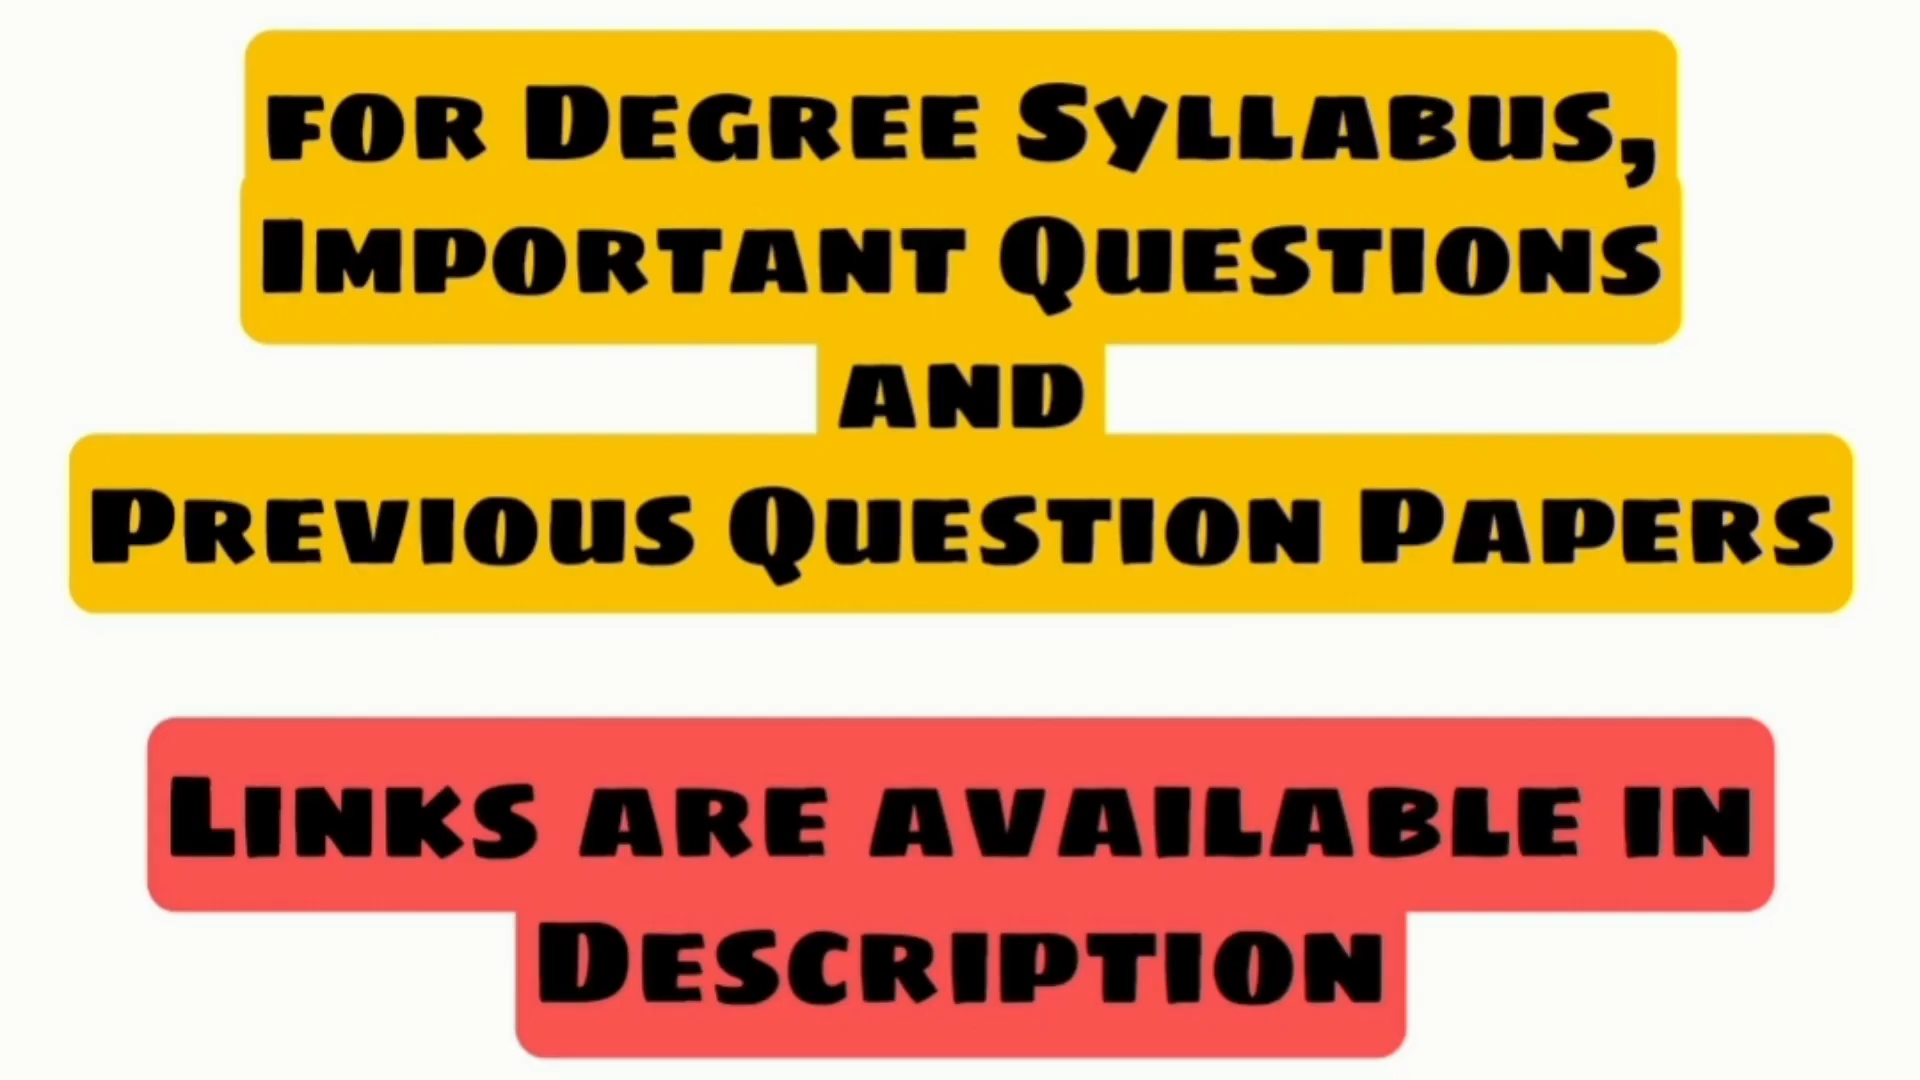 for Degree Syllabus,
Important Questions
and
Previous Question Papers
Links are available in
Description